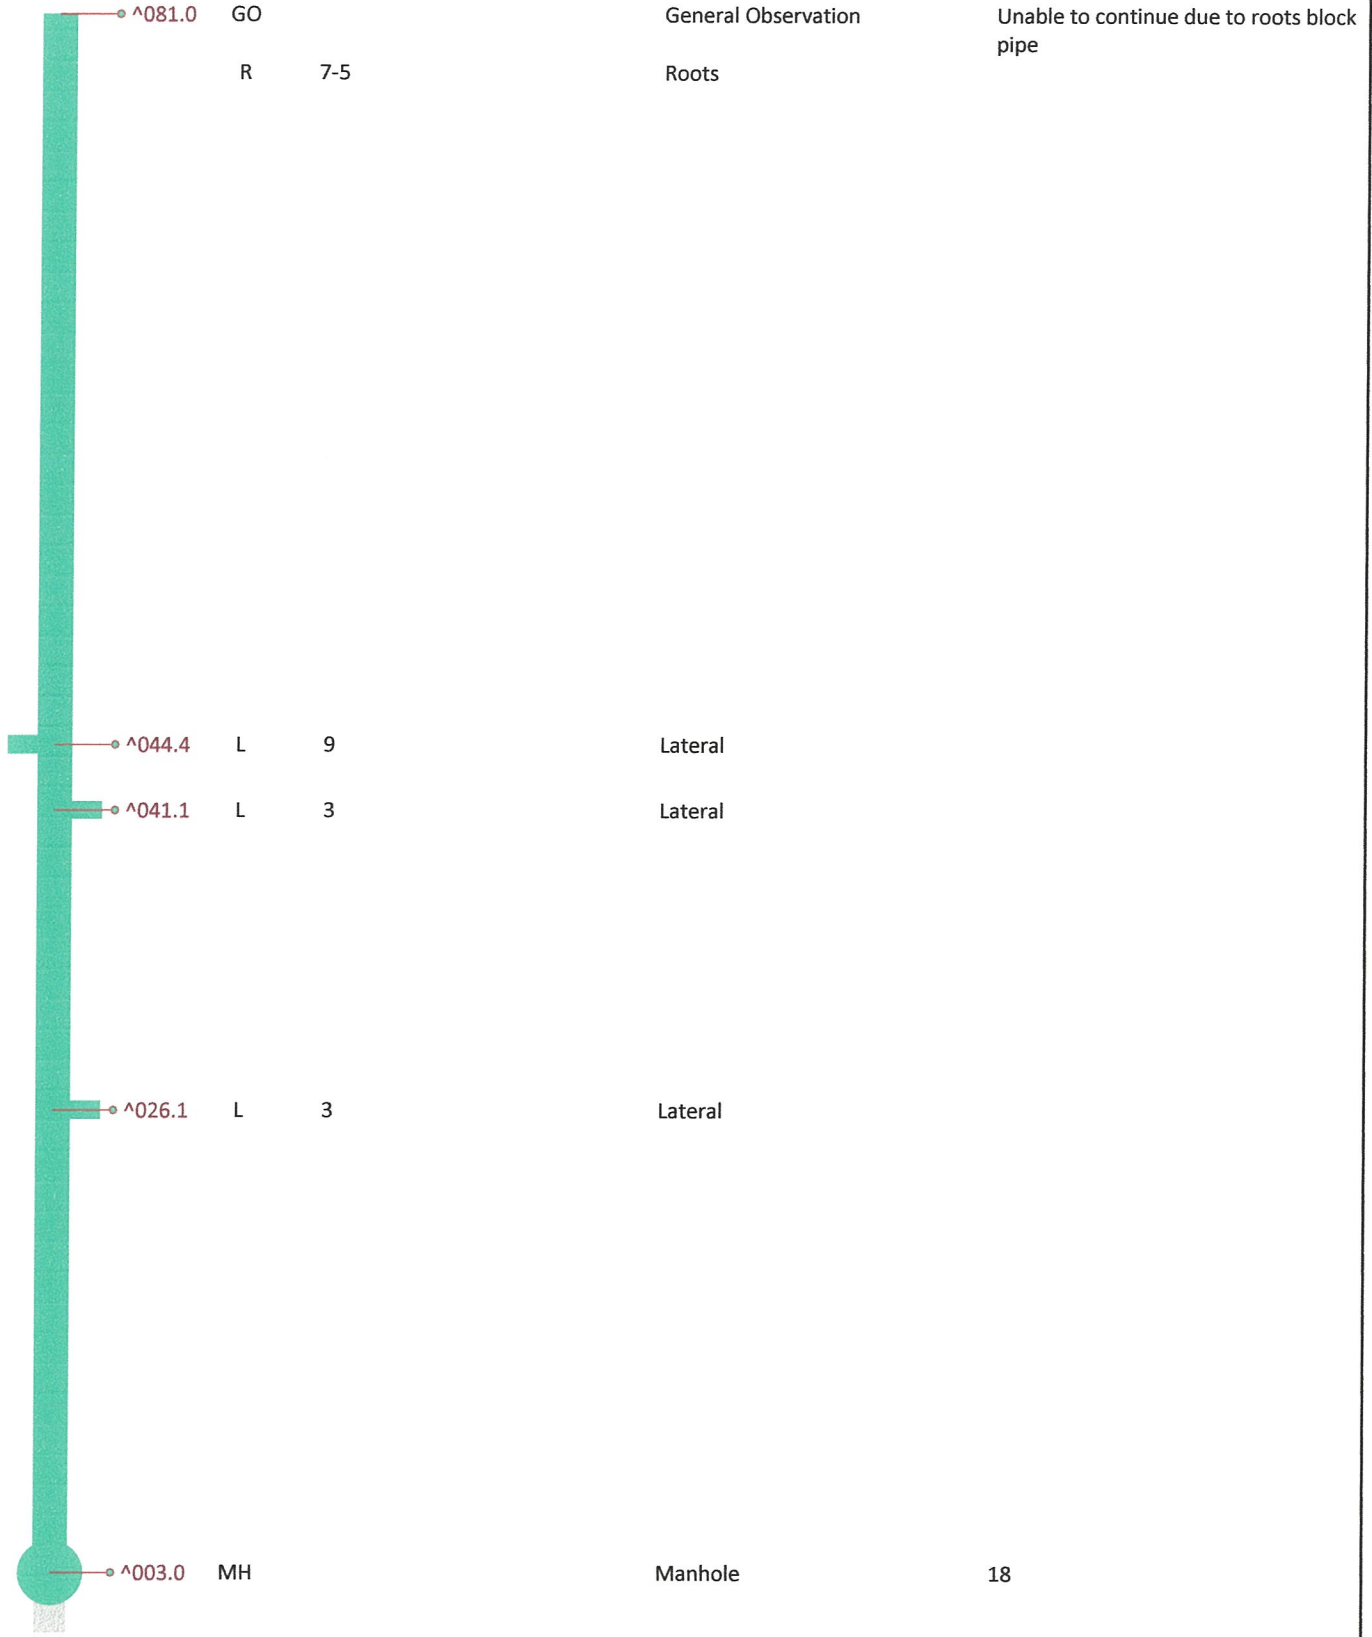 ^081.0 GO General Observation Unable to continue due to roots block
pipe
R 7-5 Roots
^044.4 L 9 Lateral
^041.1 L 3 Lateral
^026.1 L 3 Lateral
^003.0 MH Manhole 18